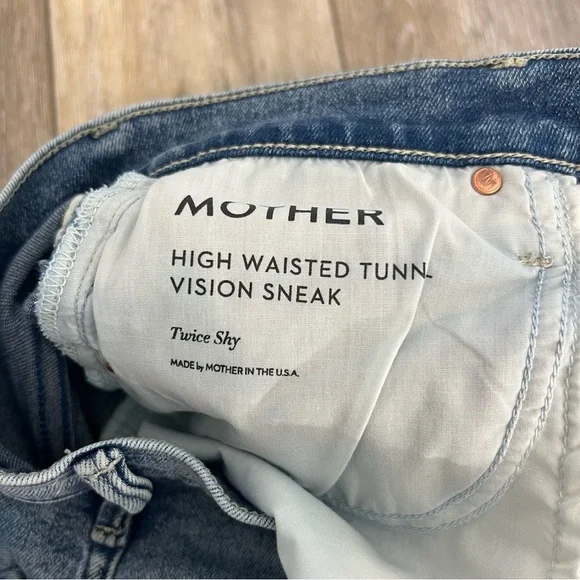 MOTHER
HIGH WAISTED TUNN
VISION SNEAK
Twice Shy
MADE by MOTHER IN THE U.S.A.